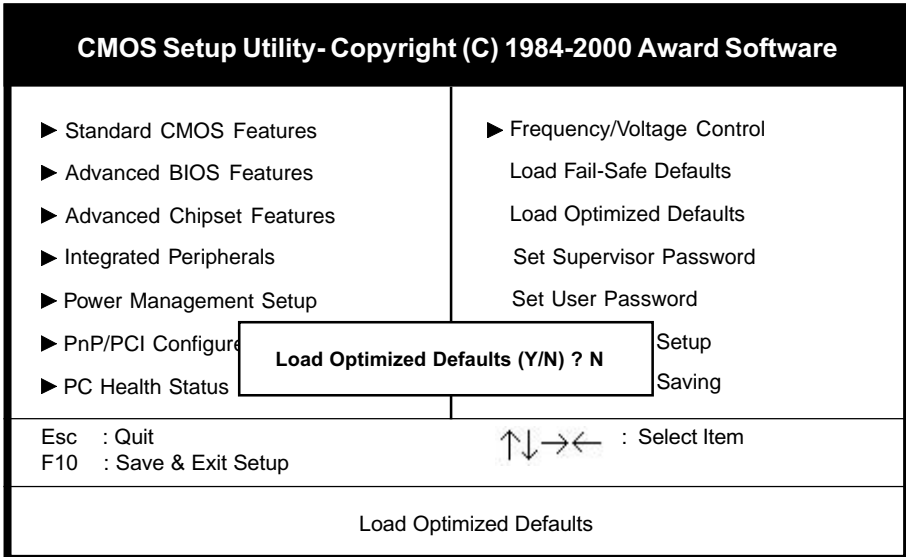 CMOS Setup Utility- Copyright (C) 1984-2000 Award Software
Standard CMOS Features
Advanced BIOS Features
Advanced Chipset Features
Integrated Peripherals
Power Management Setup
PnP/PCI Configure
PC Health Status
Frequency/Voltage Control
Load Fail-Safe Defaults
Load Optimized Defaults
Set Supervisor Password
Set User Password
Setup
Saving
Load Optimized Defaults (Y/N) ? N
Esc : Quit
F10 : Save & Exit Setup
↑↓→← : Select Item
Load Optimized Defaults